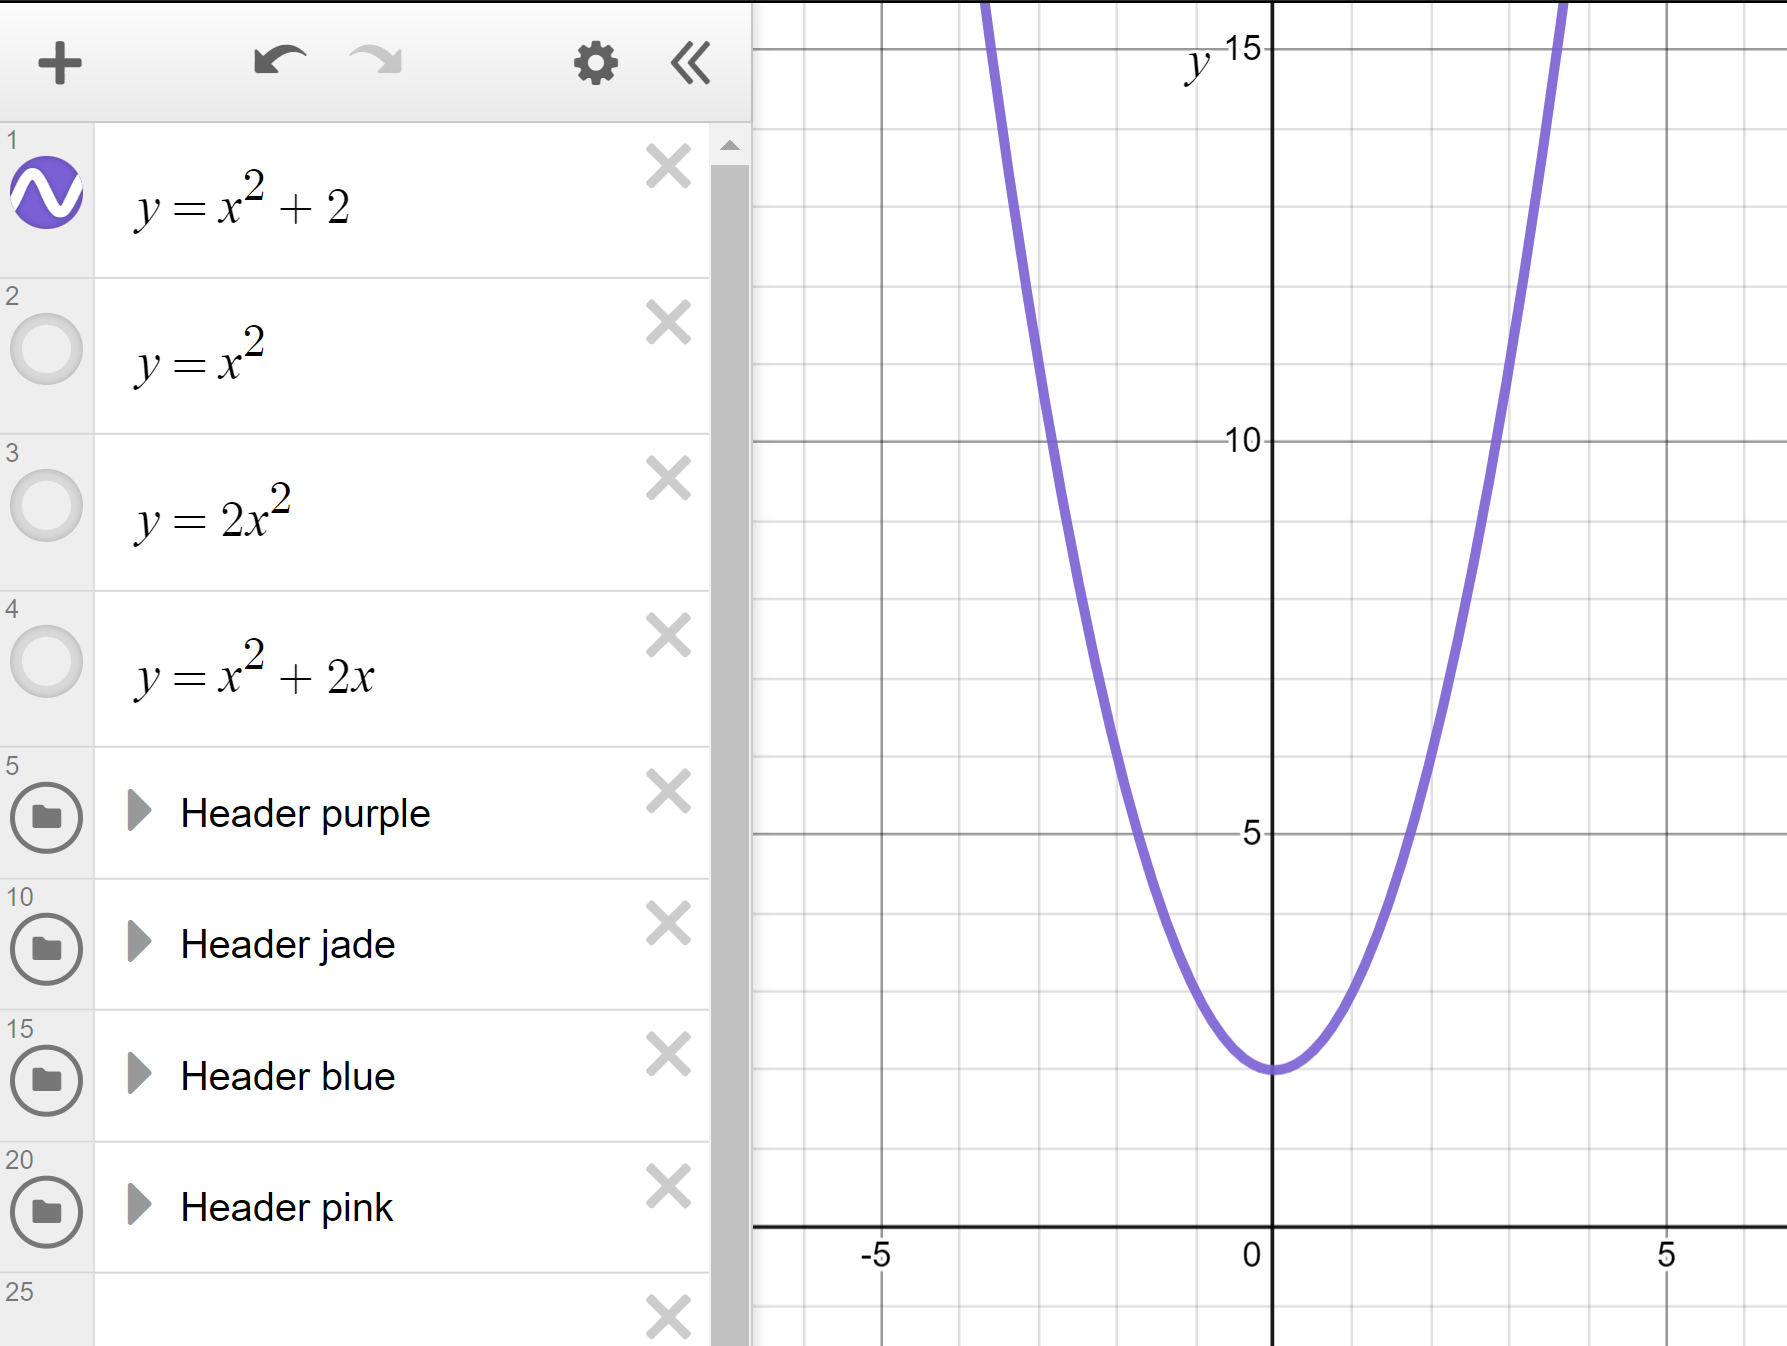 1
y = x² + 2
2
y = x²
3
y = 2x²
4
y = x² + 2x
5
Header purple
10
Header jade
15
Header blue
20
Header pink
25
y
15
10
5
-5
0
5